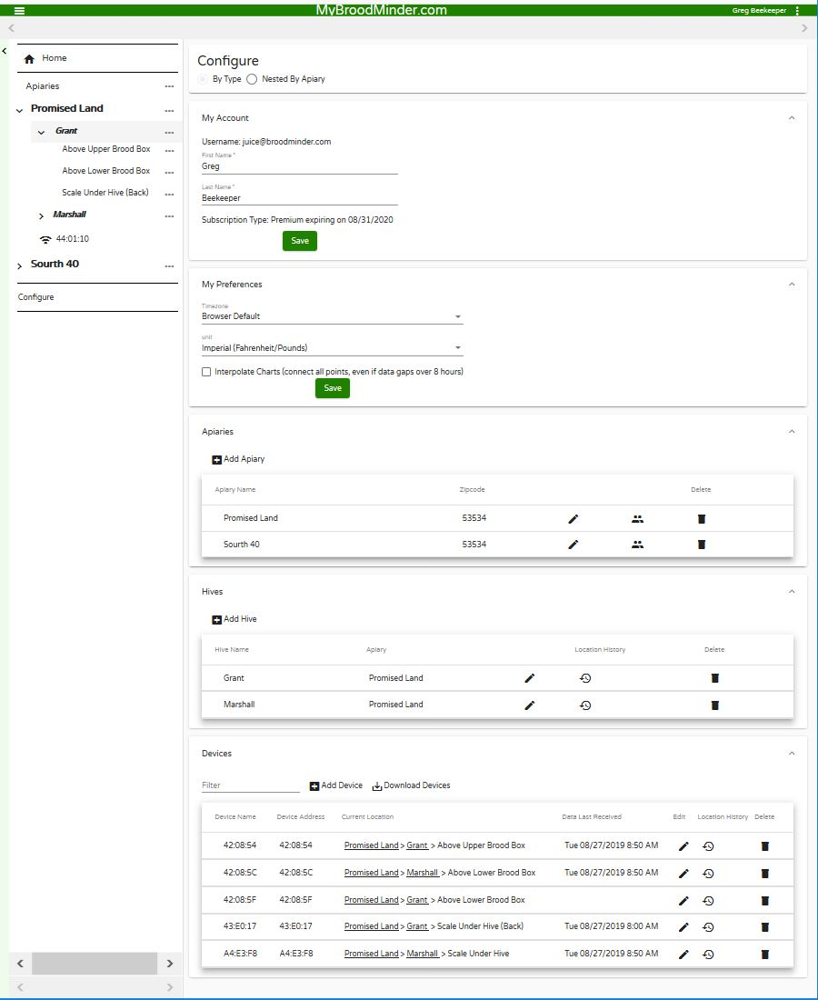 MyBroodMinder.com
Greg Beekeeper
Home
Apiaries
Promised Land
Grant
Above Upper Brood Box
Above Lower Brood Box
Scale Under Hive (Back)
Marshall
44:01:10
Sourth 40
Configure
Configure
By Type Nested By Apiary
My Account
Username: juice@broodminder.com
First Name *
Greg
Last Name *
Beekeeper
Subscription Type: Premium expiring on 08/31/2020
Save
My Preferences
Timezone
Browser Default
unit
Imperial (Fahrenheit/Pounds)
Interpolate Charts (connect all points, even if data gaps over 8 hours)
Save
Apiaries
Add Apiary
Apiary Name Zipcode Delete
Promised Land 53534
Sourth 40 53534
Hives
Add Hive
Hive Name Apiary Location History Delete
Grant Promised Land
Marshall Promised Land
Devices
Filter Add Device Download Devices
Device Name Device Address Current Location Data Last Received Edit Location History Delete
42:08:54 42:08:54 Promised Land > Grant > Above Upper Brood Box Tue 08/27/2019 8:50 AM
42:08:5C 42:08:5C Promised Land > Marshall > Above Lower Brood Box Tue 08/27/2019 8:50 AM
42:08:5F 42:08:5F Promised Land > Grant > Above Lower Brood Box
43:E0:17 43:E0:17 Promised Land > Grant > Scale Under Hive (Back) Tue 08/27/2019 8:00 AM
A4:E3:F8 A4:E3:F8 Promised Land > Marshall > Scale Under Hive Tue 08/27/2019 8:50 AM